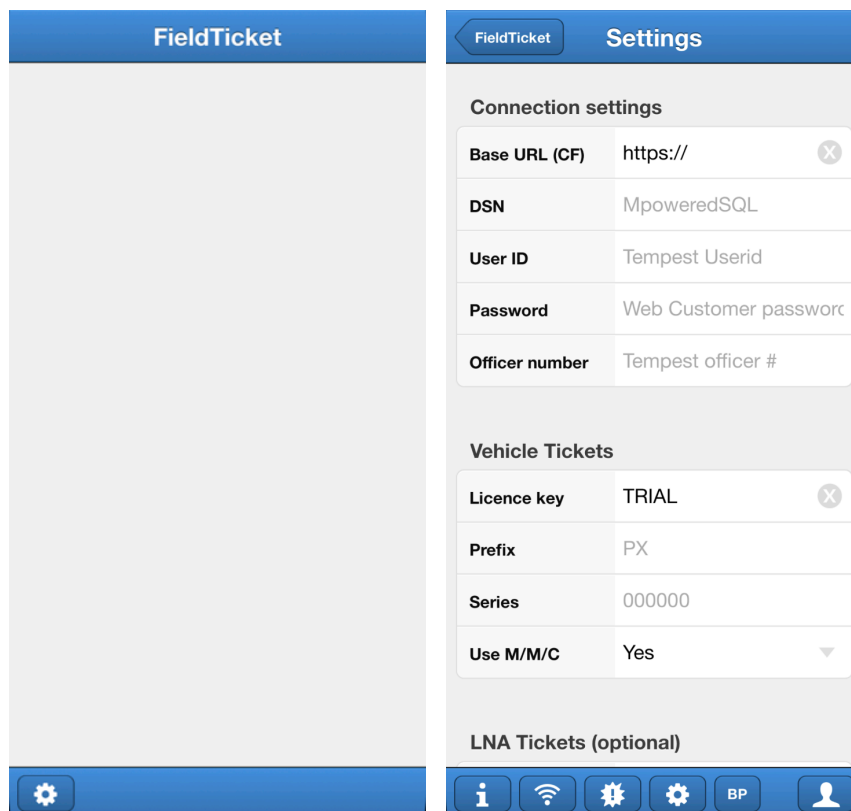 FieldTicket
FieldTicket
Settings
Connection settings
Base URL (CF) https://
DSN MpoweredSQL
User ID Tempest Userid
Password Web Customer password
Officer number Tempest officer #
Vehicle Tickets
Licence key TRIAL
Prefix PX
Series 000000
Use M/M/C Yes
LNA Tickets (optional)
BP